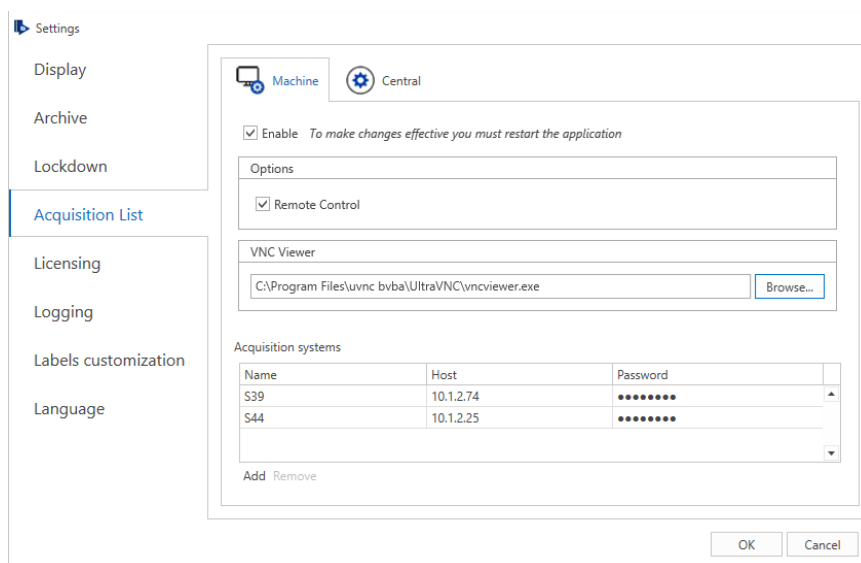 Settings
Display
Archive
Lockdown
Acquisition List
Licensing
Logging
Labels customization
Language
Machine
Central
Enable To make changes effective you must restart the application
Options
Remote Control
VNC Viewer
C:\Program Files\uvnc bvba\UltraVNC\vncviewer.exe
Browse...
Acquisition systems
Name Host Password
S39 10.1.2.74 ●●●●●●●●
S44 10.1.2.25 ●●●●●●●●
Add Remove
OK Cancel